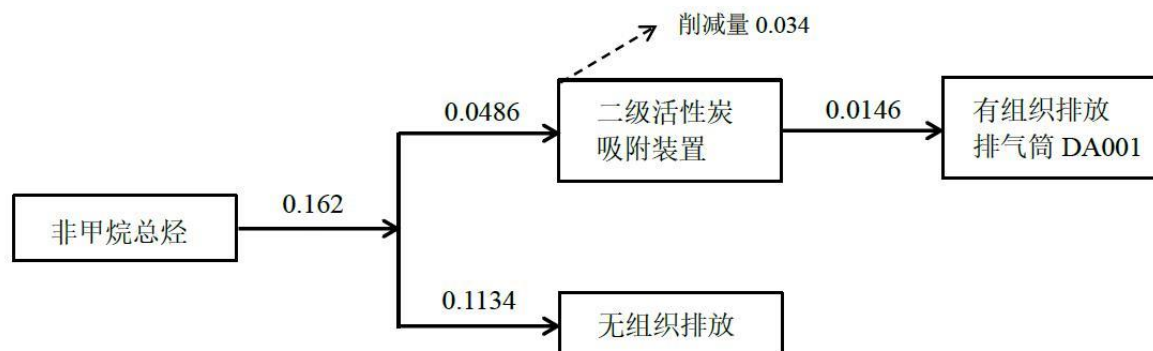 削减量 0.034
0.0486
二级活性炭
吸附装置
0.0146
有组织排放
排气筒 DA001
非甲烷总烃
0.162
0.1134
无组织排放